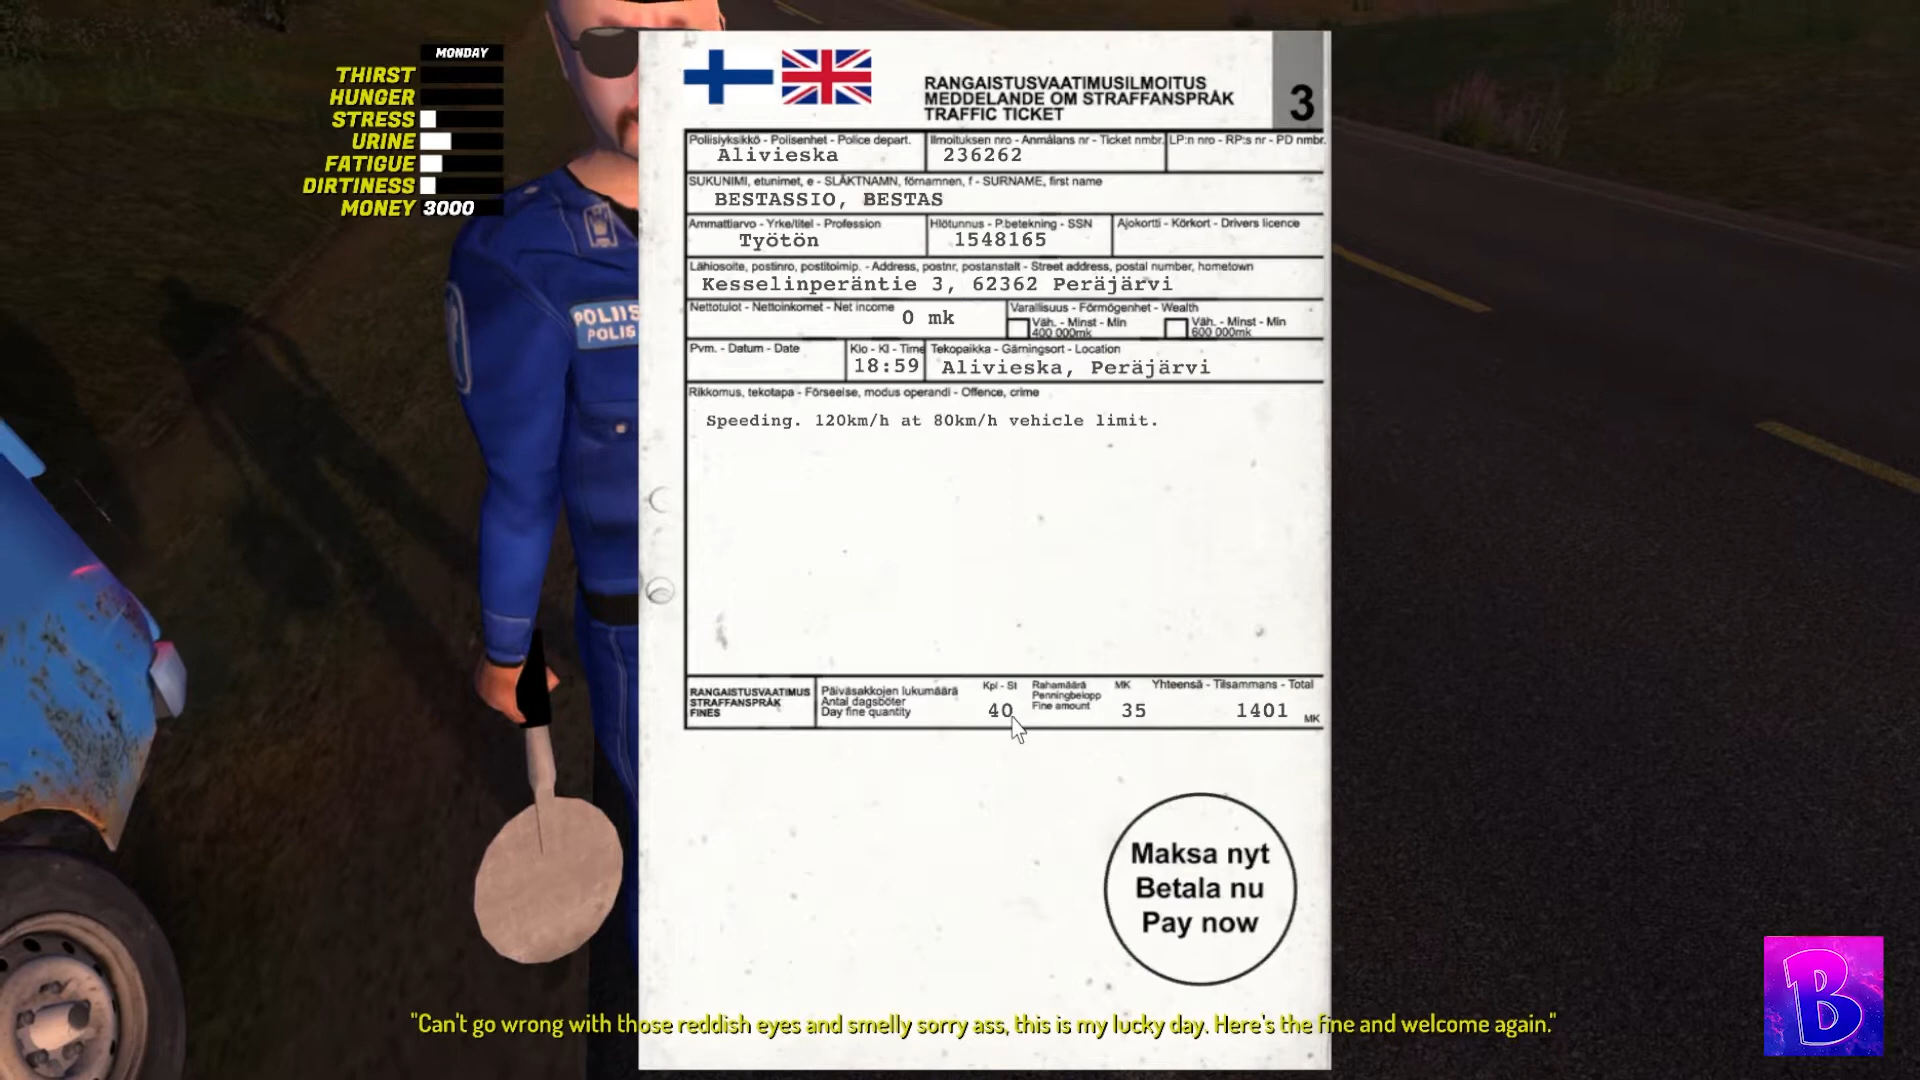 MONDAY
THIRST
HUNGER
STRESS
URINE
FATIGUE
DIRTINESS
MONEY 3000
POLIIS
POLIS
RANGAISTUSVAATIMUSILMOITUS
MEDDELANDE OM STRAFFANSPRÅK
TRAFFIC TICKET
3
Poliisiyksikkö - Polisenhet - Police depart.
Alivieska
Ilmoituksen nro - Anmälans nr - Ticket nmbr.
236262
LP:n nro - RP:s nr - PD nmbr.
SUKUNIMI, etunimet, e - SLÄKTNAMN, förnamnen, f - SURNAME, first name
BESTASSIO, BESTAS
Ammattiarvo - Yrke/titel - Profession
Työtön
Hlötunnus - P.betekning - SSN
1548165
Ajokortti - Körkort - Drivers licence
Lähiosoite, postinro, postitoimip. - Address, postnr, postanstalt - Street address, postal number, hometown
Kesselinperäntie 3, 62362 Peräjärvi
Nettotulot - Nettoinkomet - Net income
0 mk
Varallisuus - Förmögenhet - Wealth
Väh. - Minst - Min
400 000mk
Väh. - Minst - Min
600 000mk
Pvm. - Datum - Date
Klo - Kl - Time
18:59
Tekopaikka - Gärningsort - Location
Alivieska, Peräjärvi
Rikkomus, tekotapa - Förseelse, modus operandi - Offence, crime
Speeding. 120km/h at 80km/h vehicle limit.
RANGAISTUSVAATIMUS
STRAFFANSPRÅK
FINES
Päiväsakkojen lukumäärä
Antal dagsböter
Day fine quantity
Kpl - St
40
Rahamäärä
Penningbelopp
Fine amount
MK
35
Yhteensä - Tilsammans - Total
1401 MK
Maksa nyt
Betala nu
Pay now
"Can't go wrong with those reddish eyes and smelly sorry ass, this is my lucky day. Here's the fine and welcome again."
B